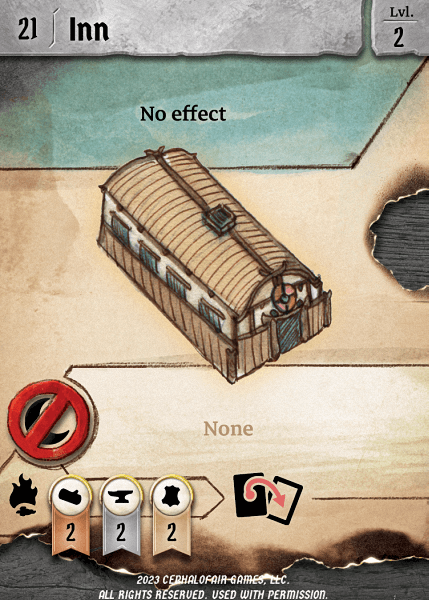 21 Inn
Lvl.
2
No effect
None
2 2 2
2023 CEPHALOFAIR GAMES, LLC.
ALL RIGHTS RESERVED. USED WITH PERMISSION.